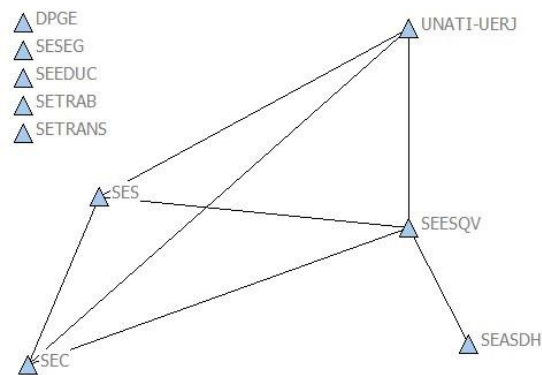 DPGE
UNATI-UERJ
SESEG
SEEDUC
SETRAB
SETRANS
SES
SEESQV
SEASDH
SEC